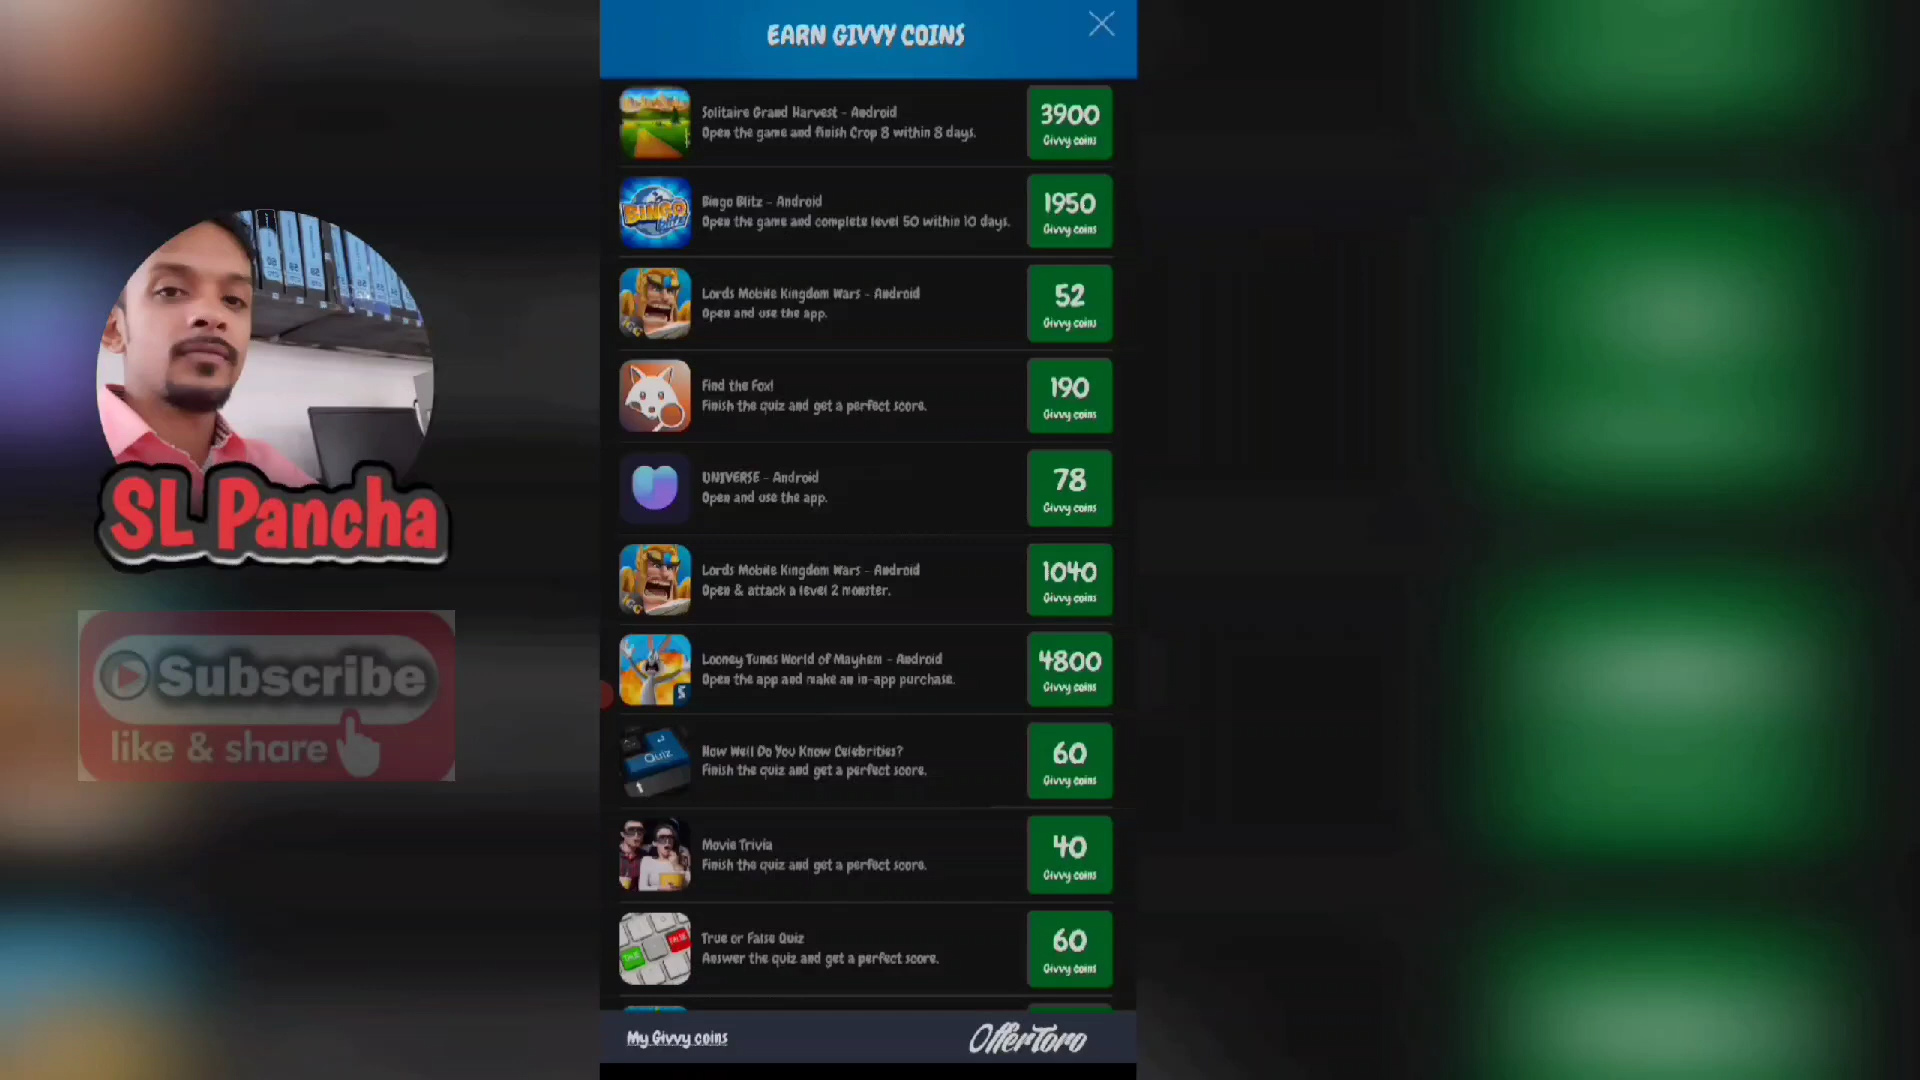 EARN GIVVY COINS
Solitaire Grand Harvest - Android
Open the game and finish Crop 8 within 8 days.
3900
Givvy coins
BINGO
Blitz
Bingo Blitz - Android
Open the game and complete level 50 within 10 days.
1950
Givvy coins
IGG
Lords Mobile Kingdom Wars - Android
Open and use the app.
52
Givvy coins
Find the Fox!
Finish the quiz and get a perfect score.
190
Givvy coins
UNIVERSE - Android
Open and use the app.
78
Givvy coins
IGG
Lords Mobile Kingdom Wars - Android
Open & attack a level 2 monster.
1040
Givvy coins
Looney Tunes World of Mayhem - Android
Open the app and make an in-app purchase.
4800
Givvy coins
Quiz
How Well Do You Know Celebrities?
Finish the quiz and get a perfect score.
60
Givvy coins
Movie Trivia
Finish the quiz and get a perfect score.
40
Givvy coins
TRUE
FALSE
True or False Quiz
Answer the quiz and get a perfect score.
60
Givvy coins
My Givvy coins
OfferToro
SL Pancha
Subscribe
like & share